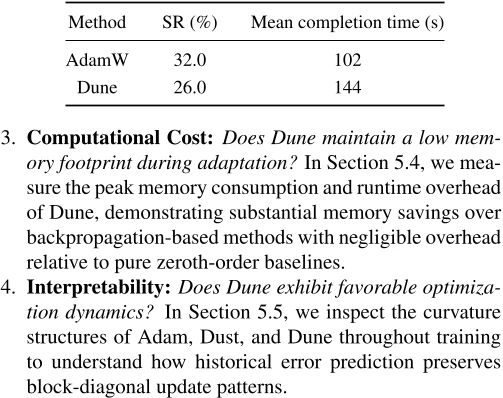 Method SR (%) Mean completion time (s)
AdamW 32.0 102
Dune 26.0 144
3. Computational Cost: Does Dune maintain a low mem-
ory footprint during adaptation? In Section 5.4, we mea-
sure the peak memory consumption and runtime overhead
of Dune, demonstrating substantial memory savings over
backpropagation-based methods with negligible overhead
relative to pure zeroth-order baselines.
4. Interpretability: Does Dune exhibit favorable optimiza-
tion dynamics? In Section 5.5, we inspect the curvature
structures of Adam, Dust, and Dune throughout training
to understand how historical error prediction preserves
block-diagonal update patterns.